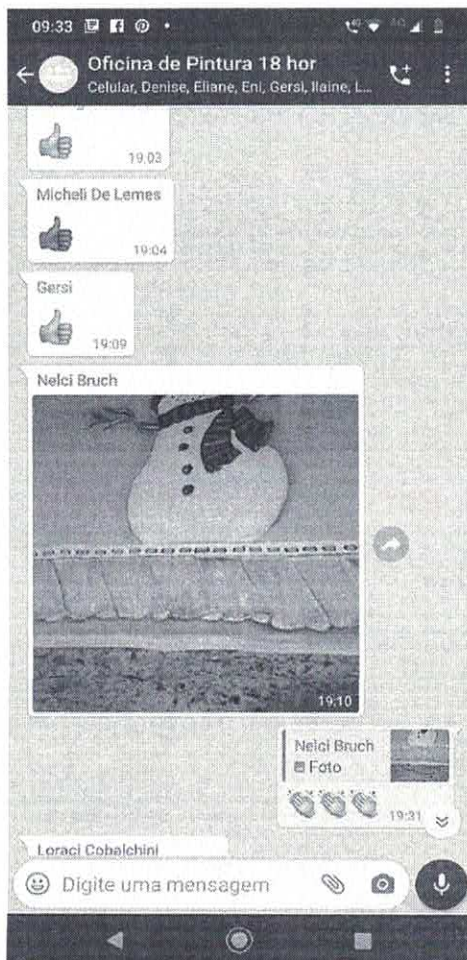 09:33
Oficina de Pintura 18 hor
Celular, Denise, Eliane, Eni, Gersi, Ilaine, L...
19:03
Micheli De Lemes
19:04
Gersi
19:09
Nelci Bruch
19:10
Nelci Bruch
Foto
19:31
Loraci Cobalchini
Digite uma mensagem